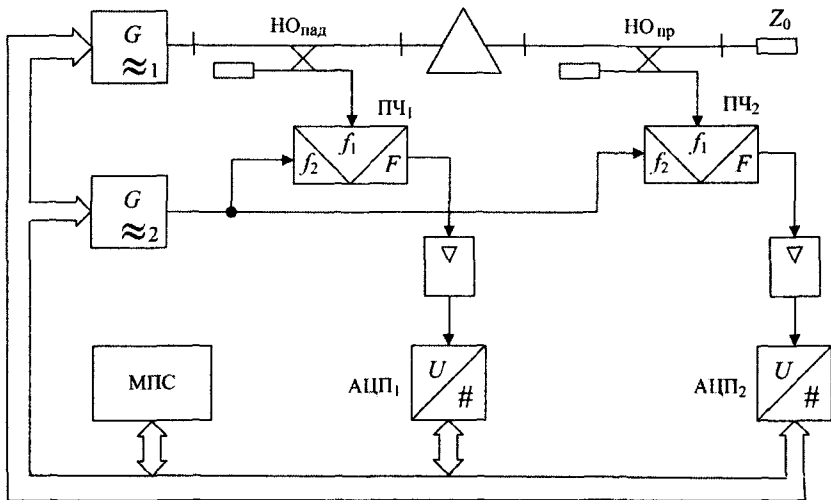 G
≈1
НОпад
НОпр
Z0
ПЧ1
f2 f1 F
ПЧ2
f2 f1 F
G
≈2
▽
▽
МПС
АЦП1
U
#
АЦП2
U
#